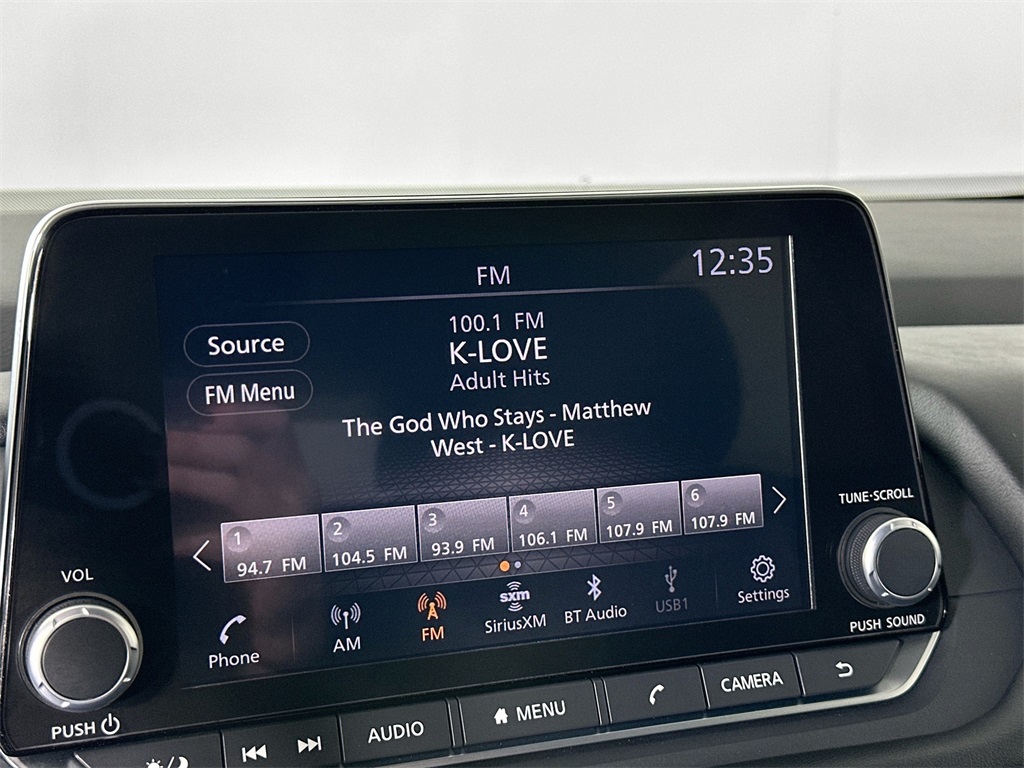 FM
12:35
100.1 FM
K-LOVE
Adult Hits
Source
FM Menu
The God Who Stays - Matthew
West - K-LOVE
1
94.7 FM
2
104.5 FM
3
93.9 FM
4
106.1 FM
5
107.9 FM
6
107.9 FM
Phone
AM
FM
sxm
SiriusXM
BT Audio
USB1
Settings
VOL
PUSH
TUNE·SCROLL
PUSH SOUND
AUDIO
MENU
CAMERA